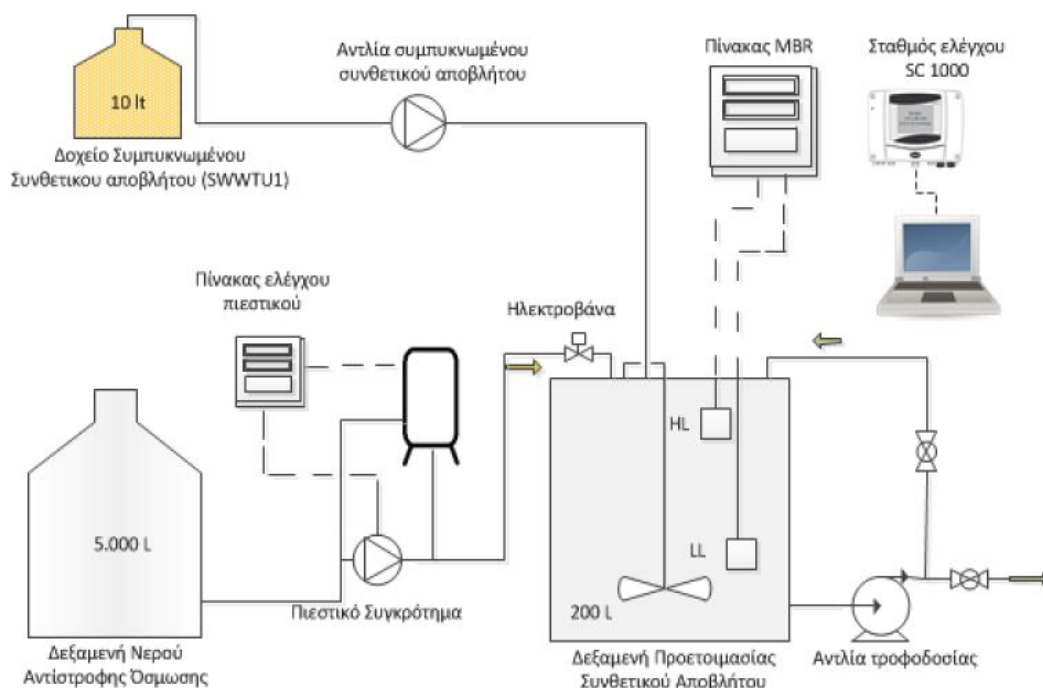 10 lt
Δοχείο Συμπυκνωμένου
Συνθετικου αποβλήτου (SWWTU1)
Αντλία συμπυκνωμένου
συνθετικού αποβλήτου
Πίνακας MBR
Σταθμός ελέγχου
SC 1000
Πίνακας ελέγχου
πιεστικού
Ηλεκτροβάνα
HL
LL
5.000 L
200 L
Πιεστικό Συγκρότημα
Δεξαμενή Νερού
Αντίστροφης Όσμωσης
Δεξαμενή Προετοιμασίας
Συνθετικού Αποβλήτου
Αντλία τροφοδοσίας